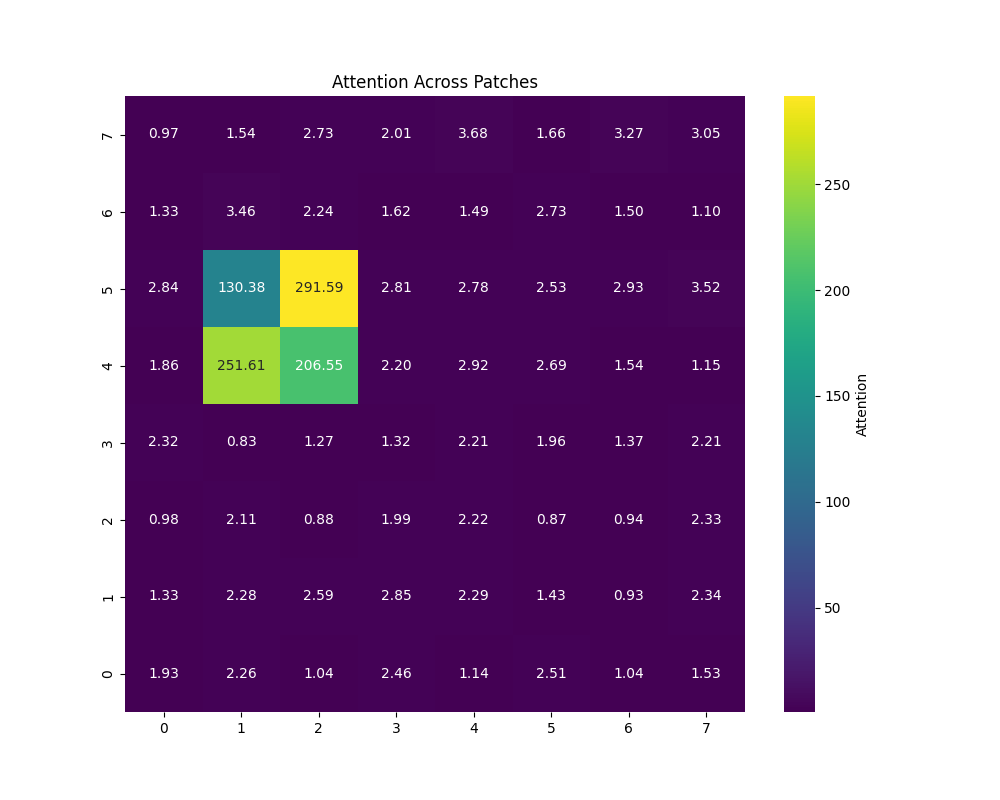 Attention Across Patches
7 0.97 1.54 2.73 2.01 3.68 1.66 3.27 3.05
6 1.33 3.46 2.24 1.62 1.49 2.73 1.50 1.10
5 2.84 130.38 291.59 2.81 2.78 2.53 2.93 3.52
4 1.86 251.61 206.55 2.20 2.92 2.69 1.54 1.15
3 2.32 0.83 1.27 1.32 2.21 1.96 1.37 2.21
2 0.98 2.11 0.88 1.99 2.22 0.87 0.94 2.33
1 1.33 2.28 2.59 2.85 2.29 1.43 0.93 2.34
0 1.93 2.26 1.04 2.46 1.14 2.51 1.04 1.53
0 1 2 3 4 5 6 7
250
200
150
100
50
Attention